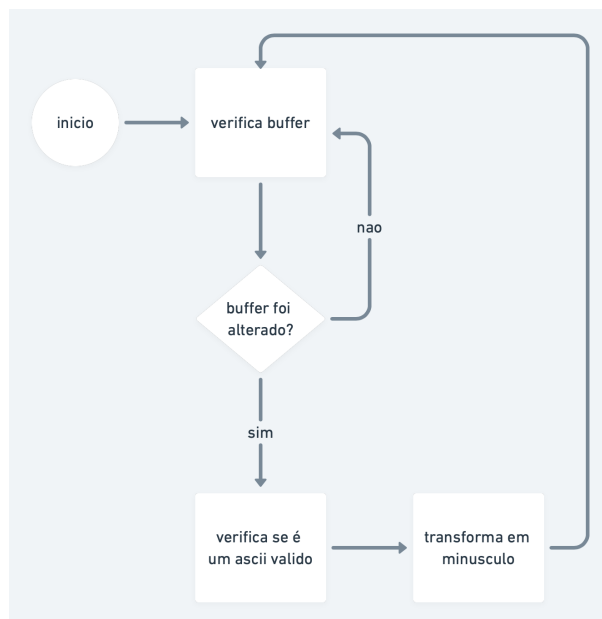 inicio
verifica buffer
nao
buffer foi
alterado?
sim
verifica se é
um ascii valido
transforma em
minusculo